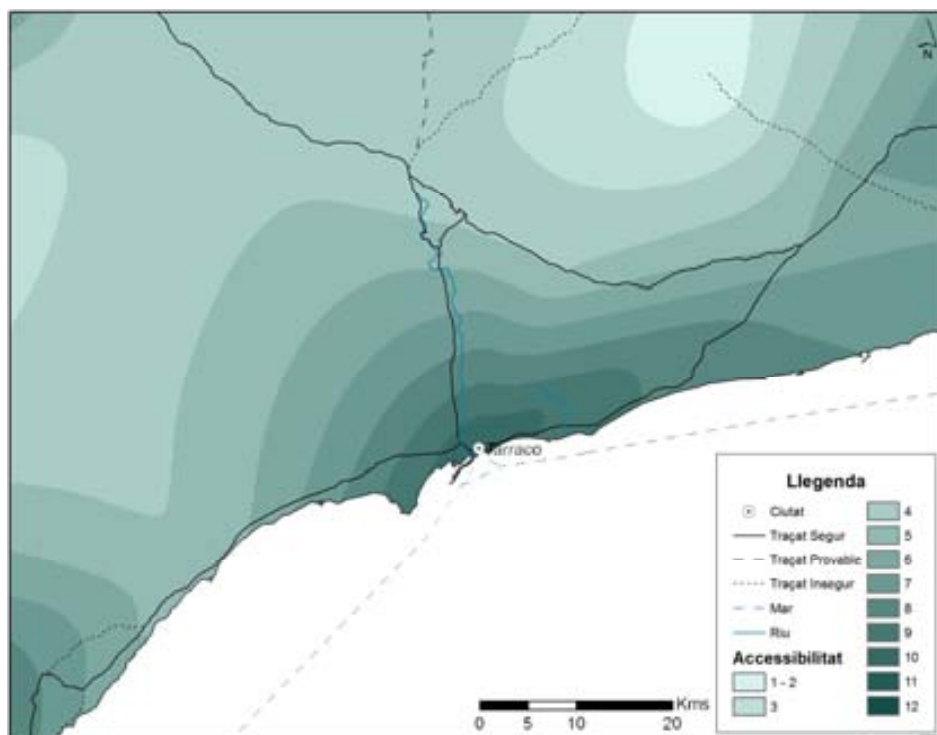 N
Tarraco
Llegenda
Ciutat
Traçat Segur
Traçat Provable
Traçat Insegur
Mar
Riu
Accessibilitat
1 - 2
3
4
5
6
7
8
9
10
11
12
Kms
0 5 10 20